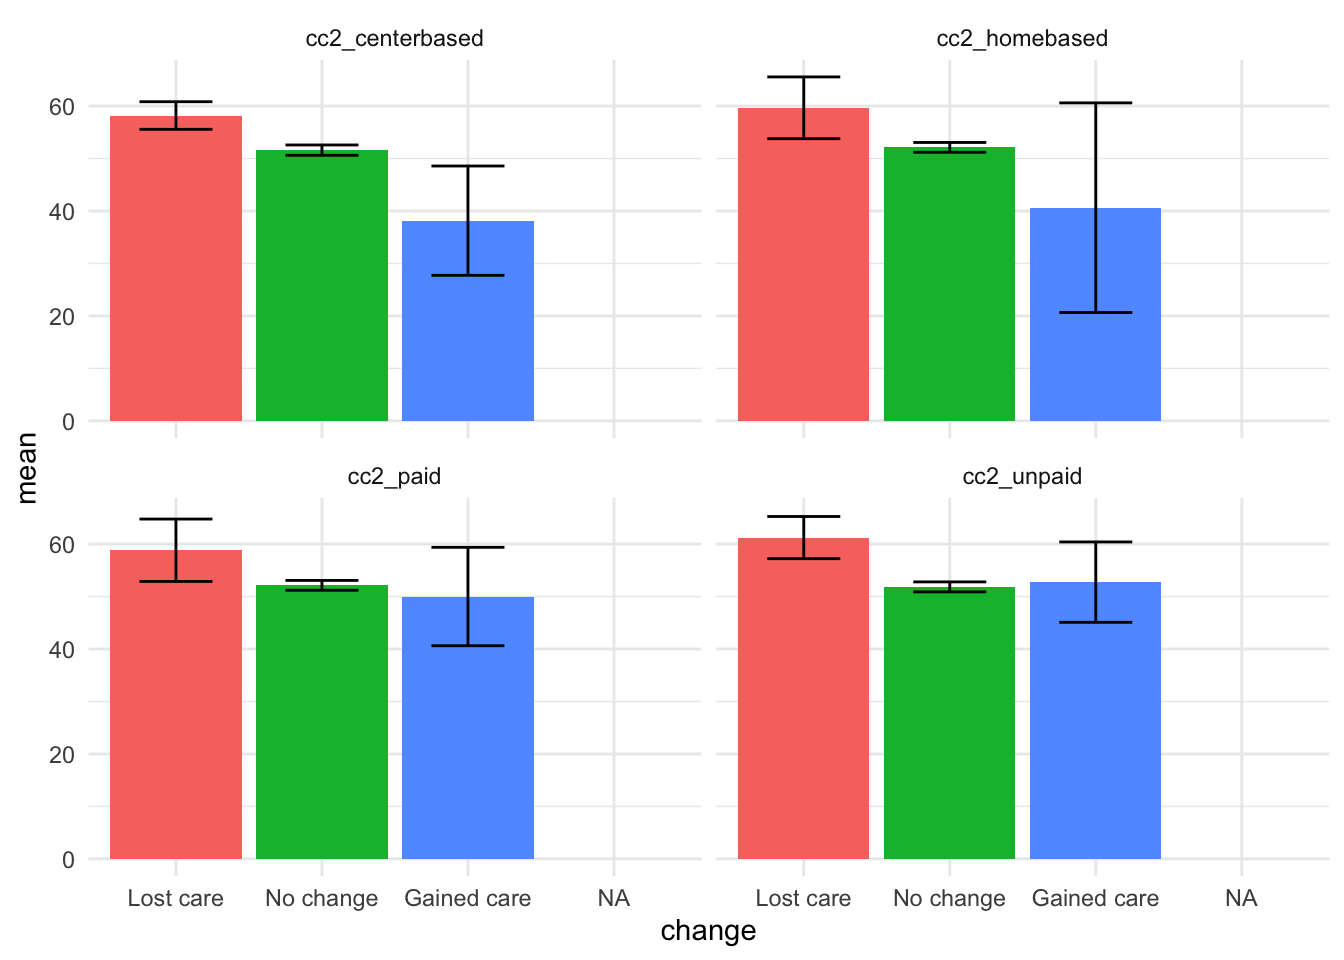 cc2_centerbased
cc2_homebased
60
40
20
0
mean
cc2_paid
cc2_unpaid
60
40
20
0
Lost care No change Gained care NA
Lost care No change Gained care NA
change